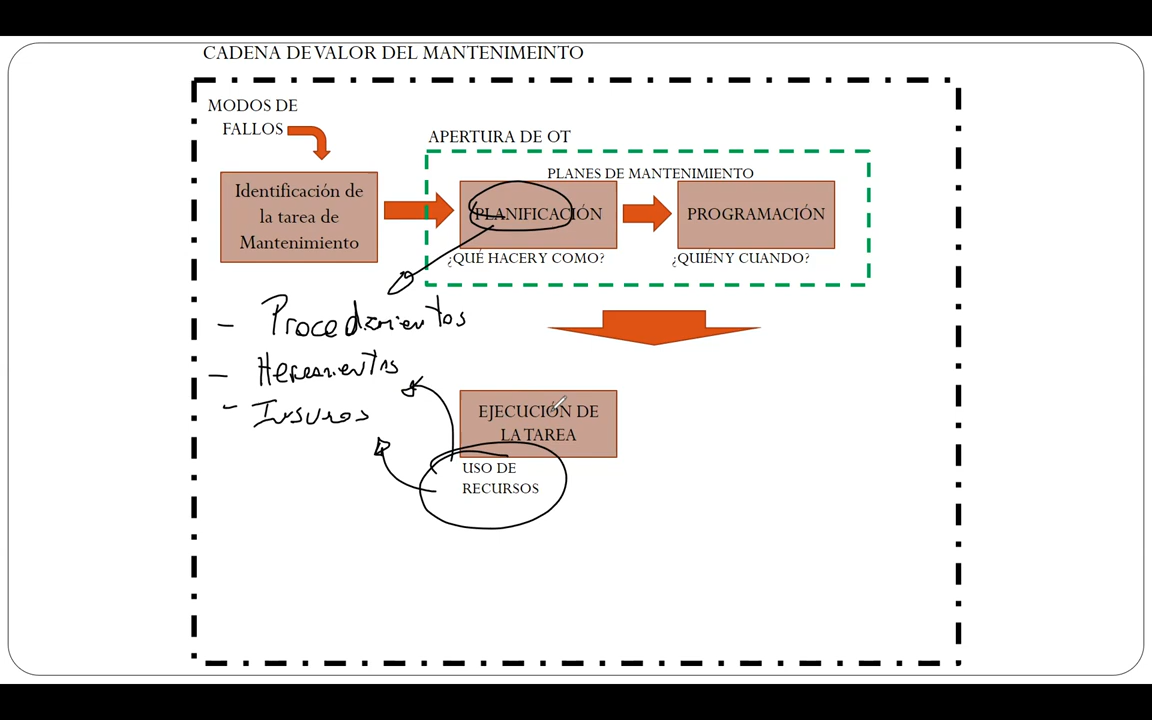 CADENA DE VALOR DEL MANTENIMEINTO
MODOS DE
FALLOS
APERTURA DE OT
Identificación de
la tarea de
Mantenimiento
PLANES DE MANTENIMIENTO
PLANIFICACIÓN
PROGRAMACIÓN
¿QUÉ HACER Y COMO?
¿QUIÉN Y CUANDO?
- Procedimientos
- Herramientas
- Insumos
EJECUCIÓN DE
LA TAREA
USO DE
RECURSOS